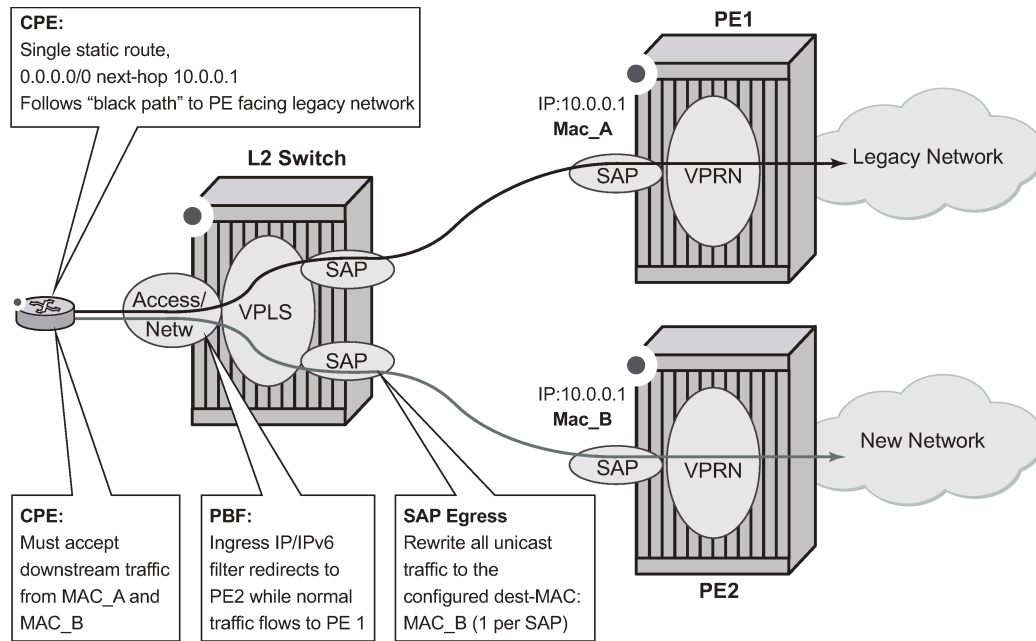 CPE:
Single static route,
0.0.0.0/0 next-hop 10.0.0.1
Follows “black path” to PE facing legacy network
PE1
IP:10.0.0.1
Mac_A
SAP
VPRN
Legacy Network
L2 Switch
SAP
Access/
Netw
VPLS
SAP
IP:10.0.0.1
Mac_B
SAP
VPRN
New Network
PE2
CPE:
Must accept
downstream traffic
from MAC_A and
MAC_B
PBF:
Ingress IP/IPv6
filter redirects to
PE2 while normal
traffic flows to PE 1
SAP Egress
Rewrite all unicast
traffic to the
configured dest-MAC:
MAC_B (1 per SAP)